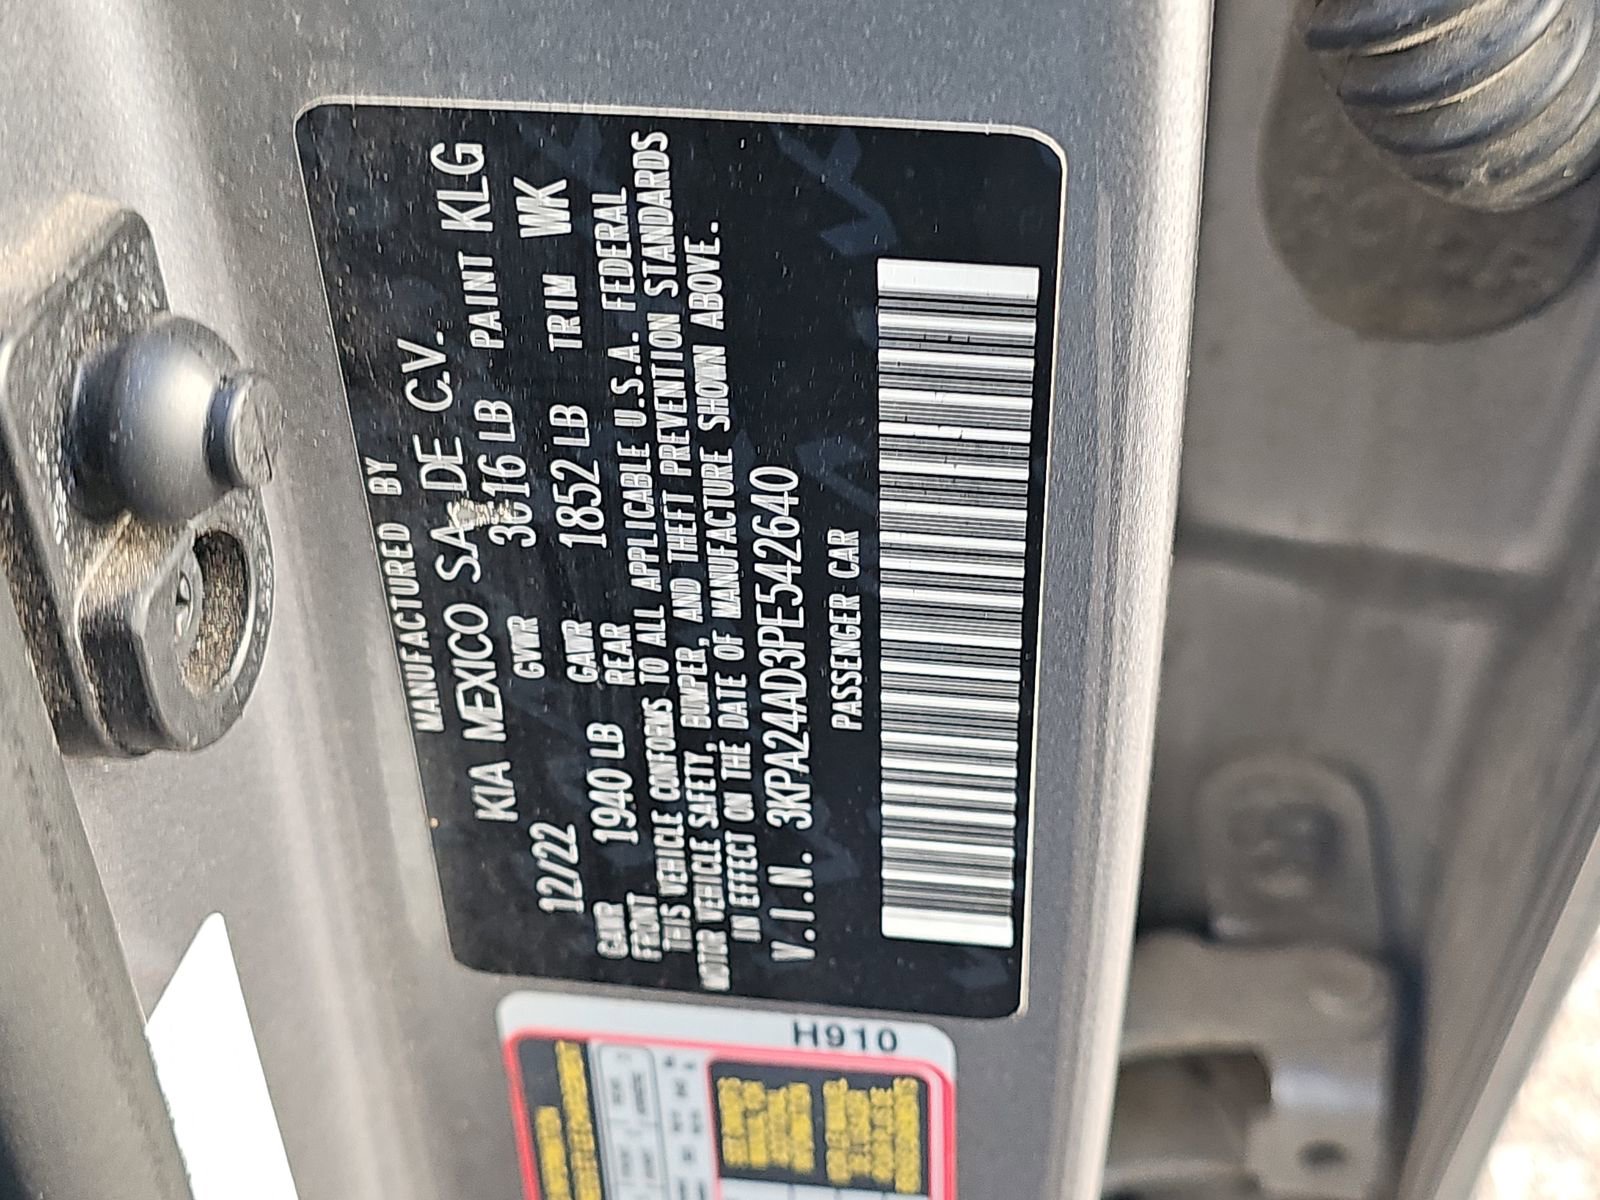 MANUFACTURED BY
KIA MEXICO SA DE C.V.
12/22 GVWR 3616 LB PAINT KLG
GAWR FRONT 1940 LB GAWR REAR 1852 LB TRIM WK
THIS VEHICLE CONFORMS TO ALL APPLICABLE U.S.A. FEDERAL
MOTOR VEHICLE SAFETY, BUMPER, AND THEFT PREVENTION STANDARDS
IN EFFECT ON THE DATE OF MANUFACTURE SHOWN ABOVE.
V.I.N. 3KPA24AD3PE542640
PASSENGER CAR
H910